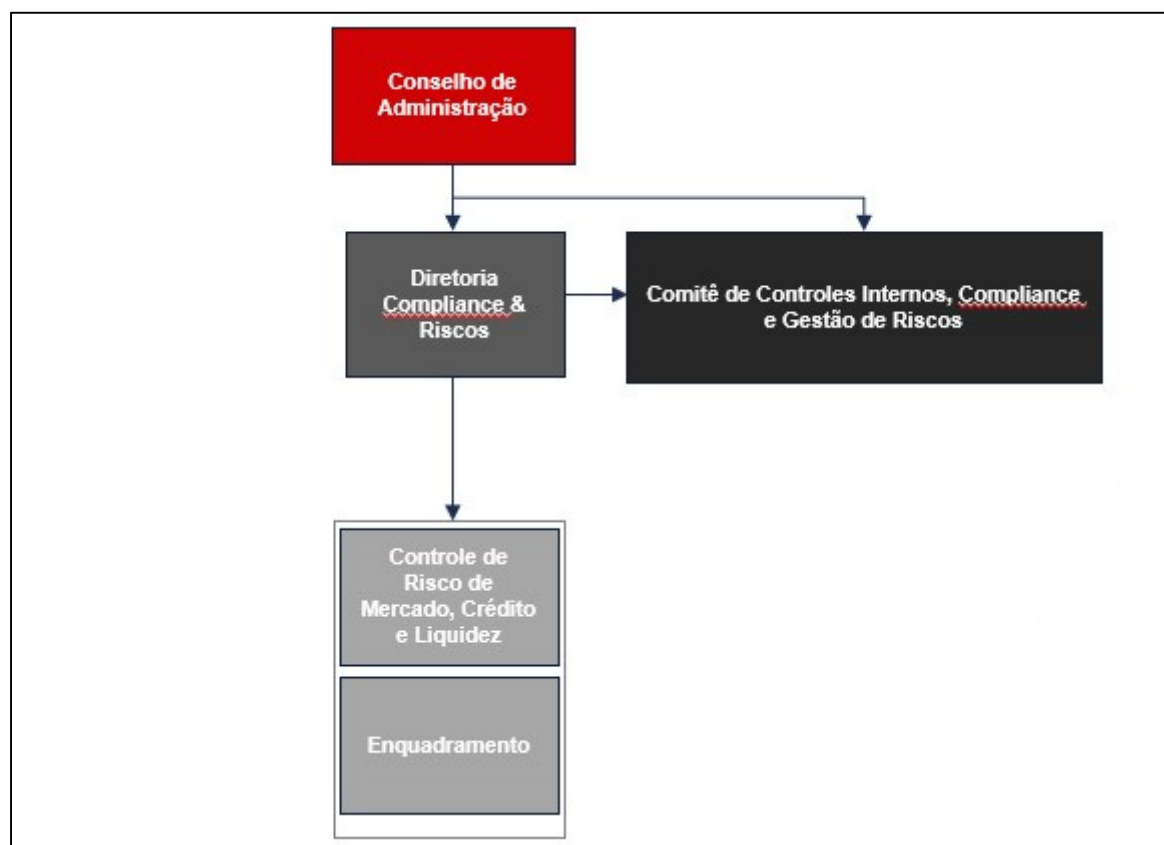 Conselho de
Administração
Diretoria
Compliance &
Riscos
Comitê de Controles Internos, Compliance
e Gestão de Riscos
Controle de
Risco de
Mercado, Crédito
e Liquidez
Enquadramento